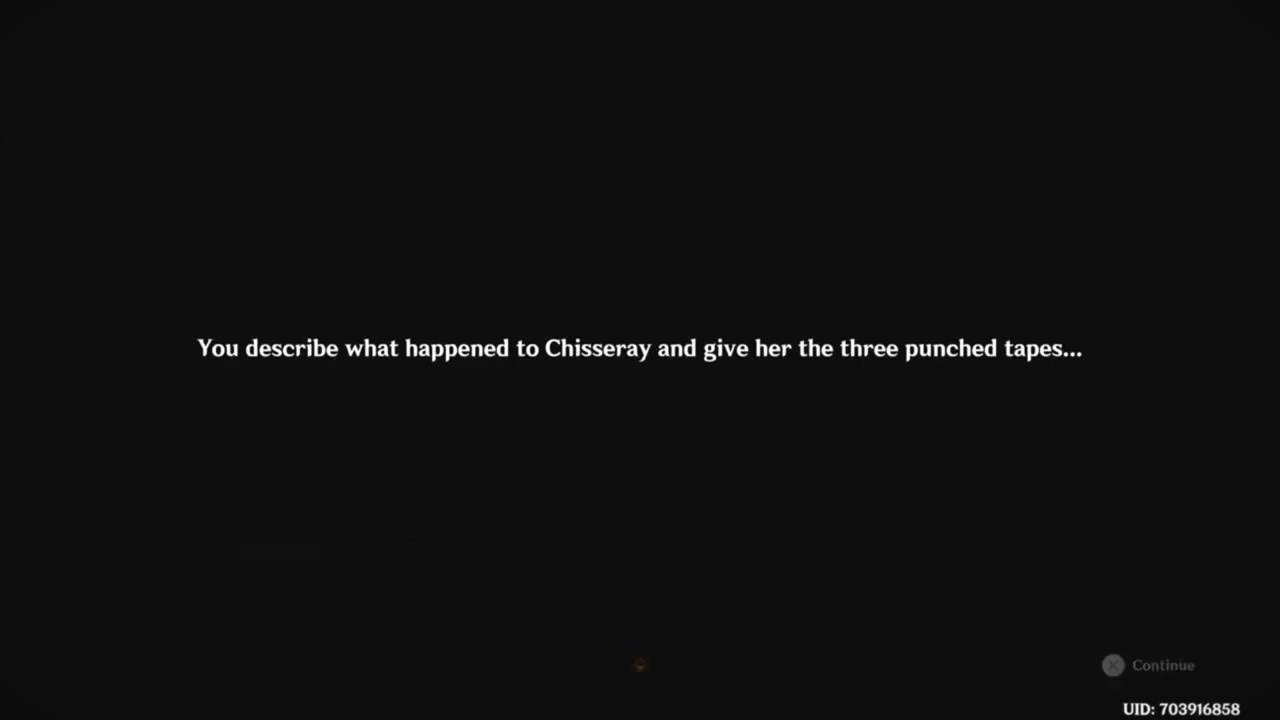 You describe what happened to Chisseray and give her the three punched tapes...
Continue
UID: 703916858